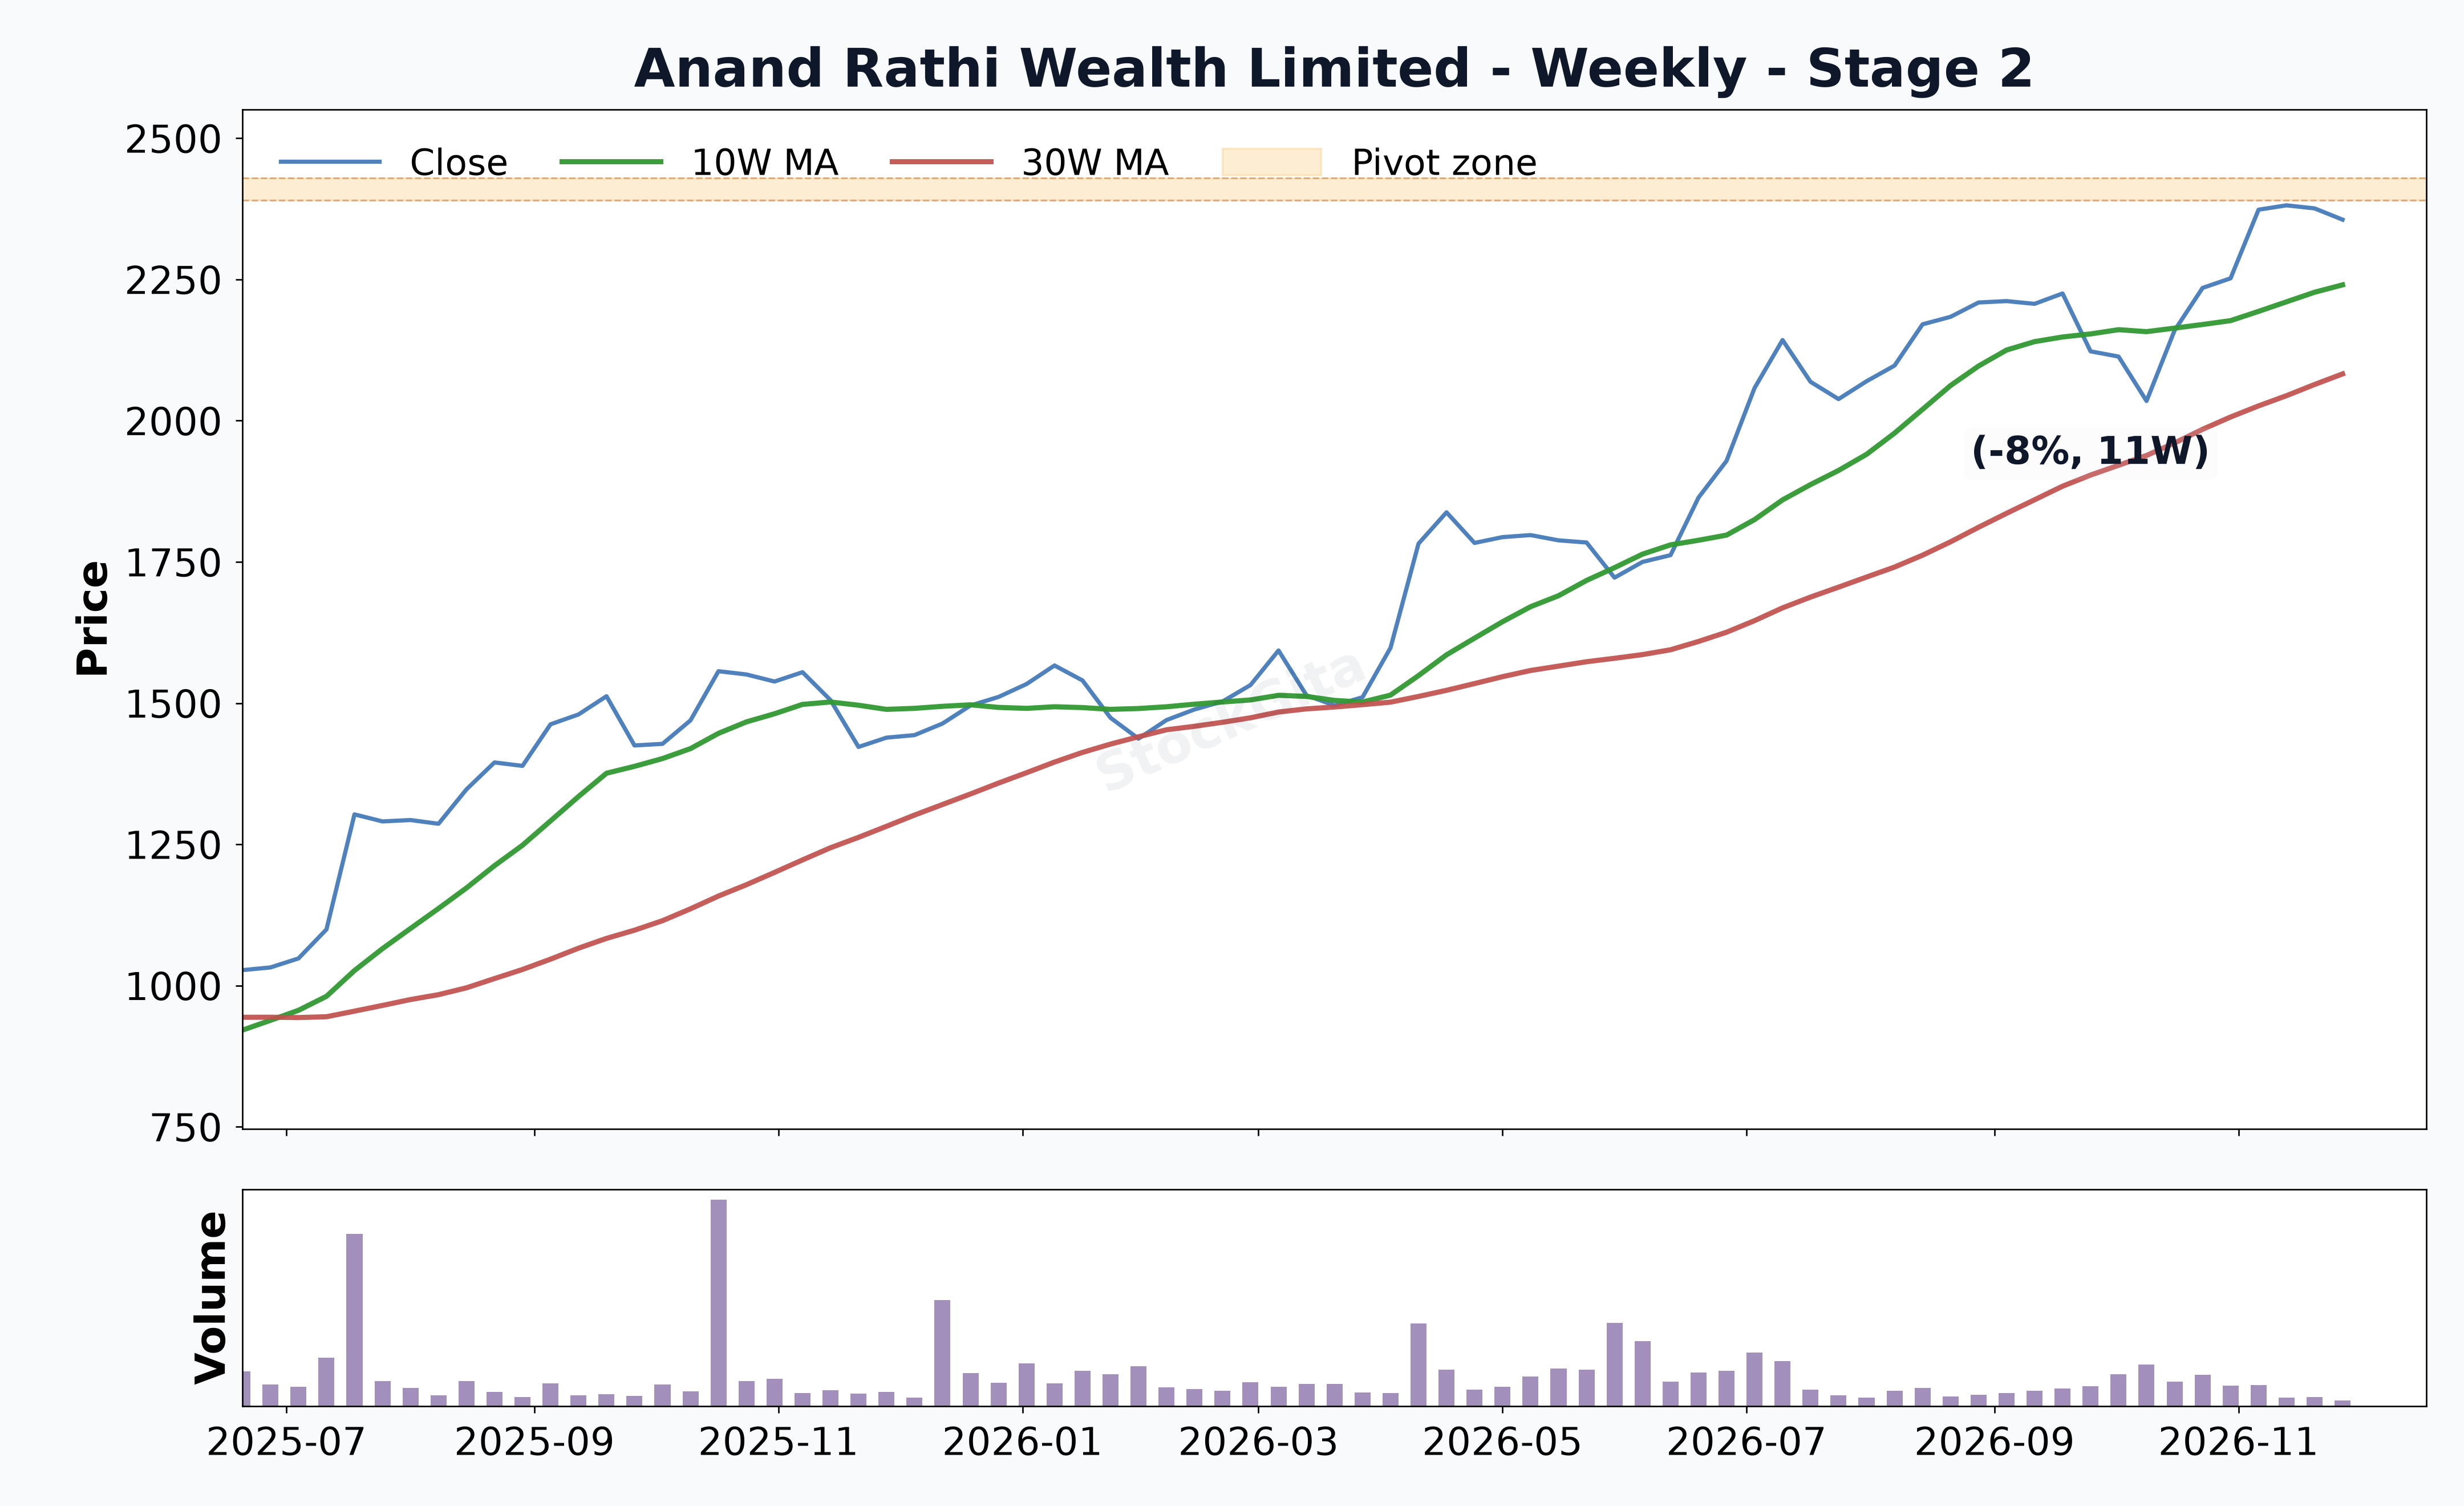 Anand Rathi Wealth Limited - Weekly - Stage 2
2500
Close
10W MA
30W MA
Pivot zone
2250
2000
(-8%, 11W)
1750
Price
StockGita
1500
1250
1000
750
Volume
2025-07
2025-09
2025-11
2026-01
2026-03
2026-05
2026-07
2026-09
2026-11